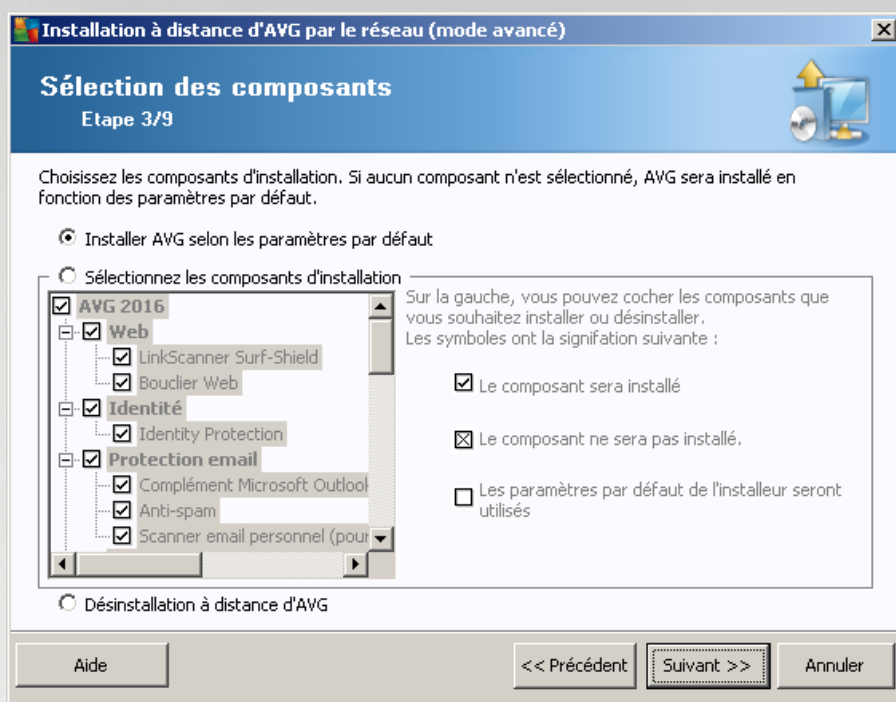 Installation à distance d'AVG par le réseau (mode avancé)
Sélection des composants
Etape 3/9
Choisissez les composants d'installation. Si aucun composant n'est sélectionné, AVG sera installé en
fonction des paramètres par défaut.
Installer AVG selon les paramètres par défaut
Sélectionnez les composants d'installation
AVG 2016
Web
LinkScanner Surf-Shield
Bouclier Web
Identité
Identity Protection
Protection email
Complément Microsoft Outlook
Anti-spam
Scanner email personnel (pour
Sur la gauche, vous pouvez cocher les composants que
vous souhaitez installer ou désinstaller.
Les symboles ont la signifation suivante :
Le composant sera installé
Le composant ne sera pas installé.
Les paramètres par défaut de l'installeur seront
utilisés
Désinstallation à distance d'AVG
Aide
<< Précédent
Suivant >>
Annuler